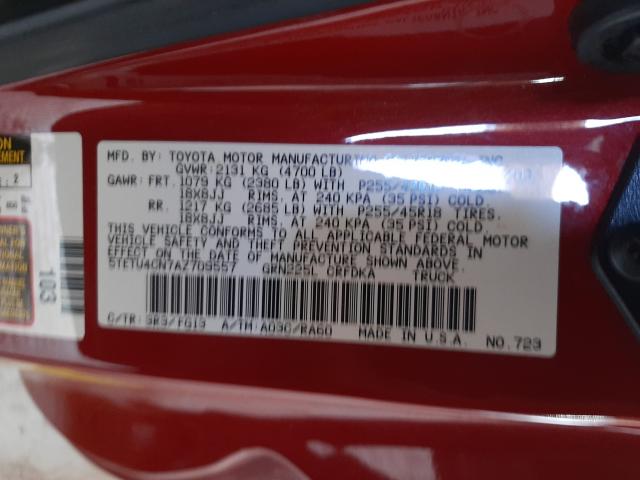 MFD. BY: TOYOTA MOTOR MANUFACTURING INC.
GVWR: 2131 KG (4700 LB)
GAWR: FRT. 1079 KG (2380 LB) WITH P255/45R18
18X8JJ RIMS, AT 240 KPA (35 PSI) COLD.
RR. 1217 KG (2685 LB) WITH P255/45R18 TIRES,
18X8JJ RIMS, AT 240 KPA (35 PSI) COLD.
THIS VEHICLE CONFORMS TO ALL APPLICABLE FEDERAL MOTOR
VEHICLE SAFETY AND THEFT PREVENTION STANDARDS IN
EFFECT ON THE DATE OF MANUFACTURE SHOWN ABOVE.
5TETU4CN7AZ709557 GRN225L CRFDKA TRUCK
C/TR: 3R3/FG13 A/TM: A03C/RA60 MADE IN U.S.A. NO. 723
103